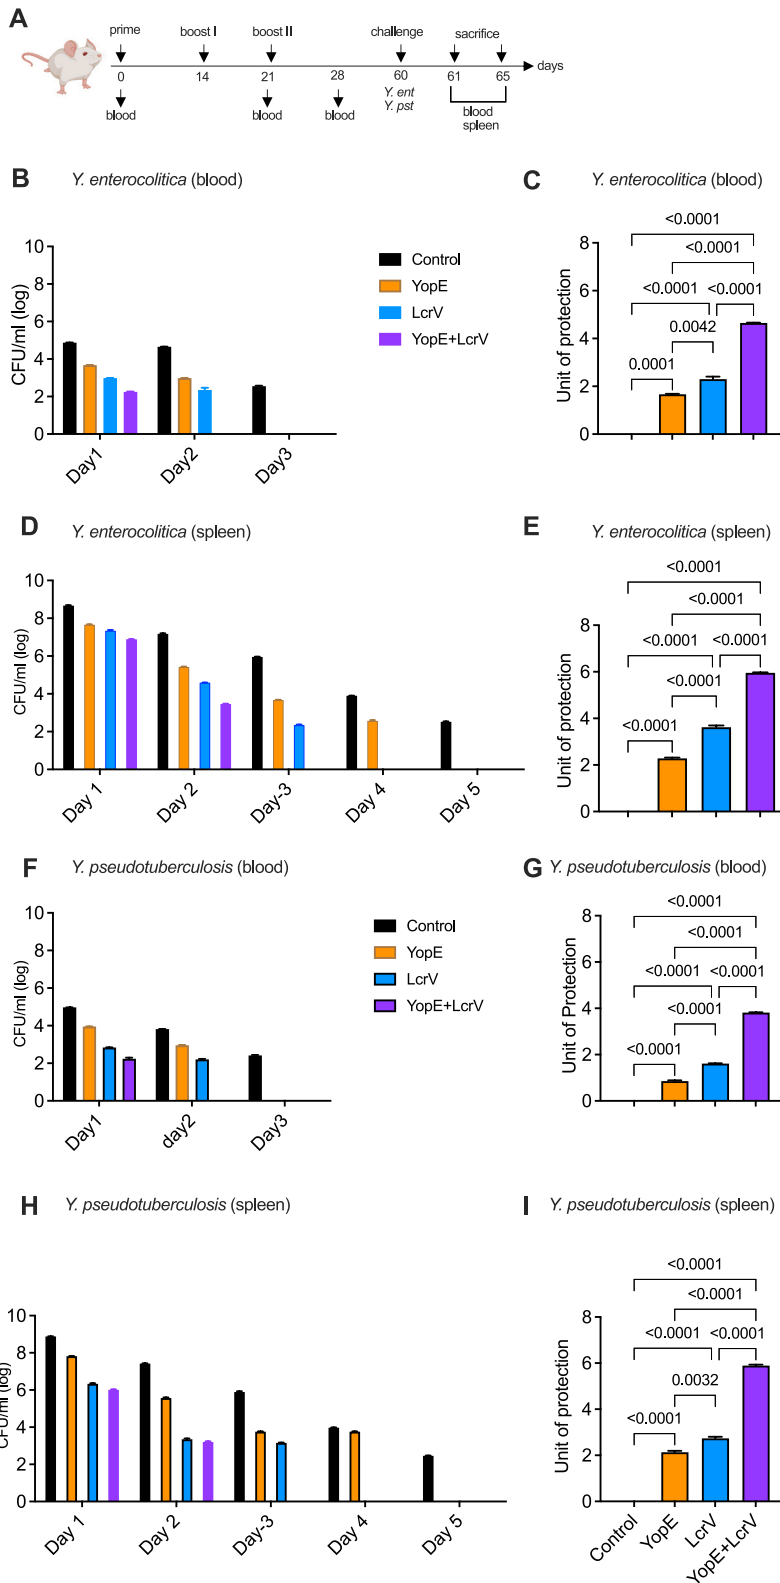 A
prime boost I boost II challenge sacrifice
days
0 14 21 28 60 61 65
Y. ent
Y. pst
blood blood blood blood
spleen
B Y. enterocolitica (blood)
CFU/ml (log)
10
8
6
4
2
0
Day1 Day2 Day3
Control
YopE
LcrV
YopE+LcrV
C Y. enterocolitica (blood)
Unit of protection
8
6
4
2
0
<0.0001
<0.0001
<0.0001 <0.0001
0.0042
0.0001
D Y. enterocolitica (spleen)
CFU/ml (log)
10
8
6
4
2
0
Day 1 Day 2 Day-3 Day 4 Day 5
E Y. enterocolitica (spleen)
Unit of protection
8
6
4
2
0
<0.0001
<0.0001
<0.0001 <0.0001
<0.0001
<0.0001
F Y. pseudotuberculosis (blood)
CFU/ml (log)
10
8
6
4
2
0
Day1 day2 Day3
Control
YopE
LcrV
YopE+LcrV
G Y. pseudotuberculosis (blood)
Unit of Protection
8
6
4
2
0
<0.0001
<0.0001
<0.0001 <0.0001
<0.0001
<0.0001
H Y. pseudotuberculosis (spleen)
CFU/ml (log)
10
8
6
4
2
0
Day 1 Day 2 Day-3 Day 4 Day 5
I Y. pseudotuberculosis (spleen)
Unit of protection
8
6
4
2
0
<0.0001
<0.0001
<0.0001 <0.0001
0.0032
<0.0001
Control YopE LcrV YopE+LcrV